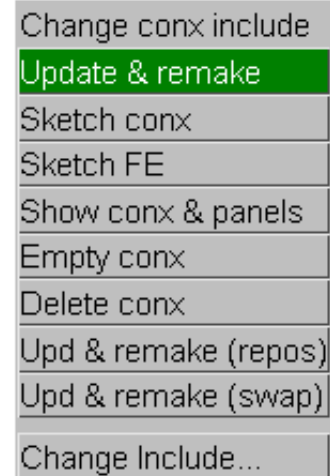 Change conx include
Update & remake
Sketch conx
Sketch FE
Show conx & panels
Empty conx
Delete conx
Upd & remake (repos)
Upd & remake (swap)
Change Include...